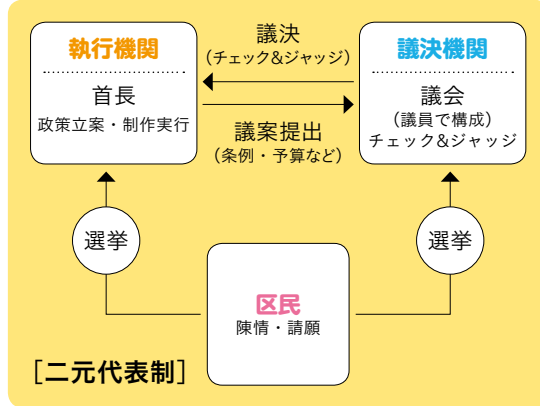 執行機関
首長
政策立案・制作実行
議決
(チェック&ジャッジ)
議案提出
(条例・予算など)
議決機関
議会
(議員で構成)
チェック&ジャッジ
選挙
選挙
区民
陳情・請願
[二元代表制]